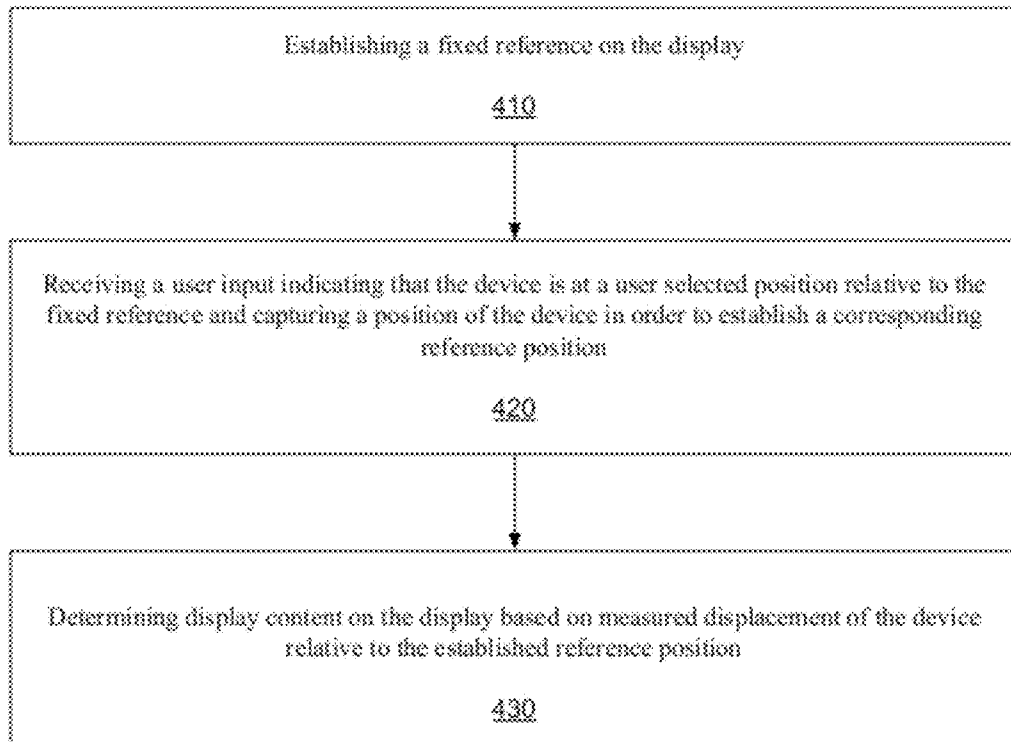 Establishing a fixed reference on the display
410
Receiving a user input indicating that the device is at a user selected position relative to the
fixed reference and capturing a position of the device in order to establish a corresponding
reference position
420
Determining display content on the display based on measured displacement of the device
relative to the established reference position
430